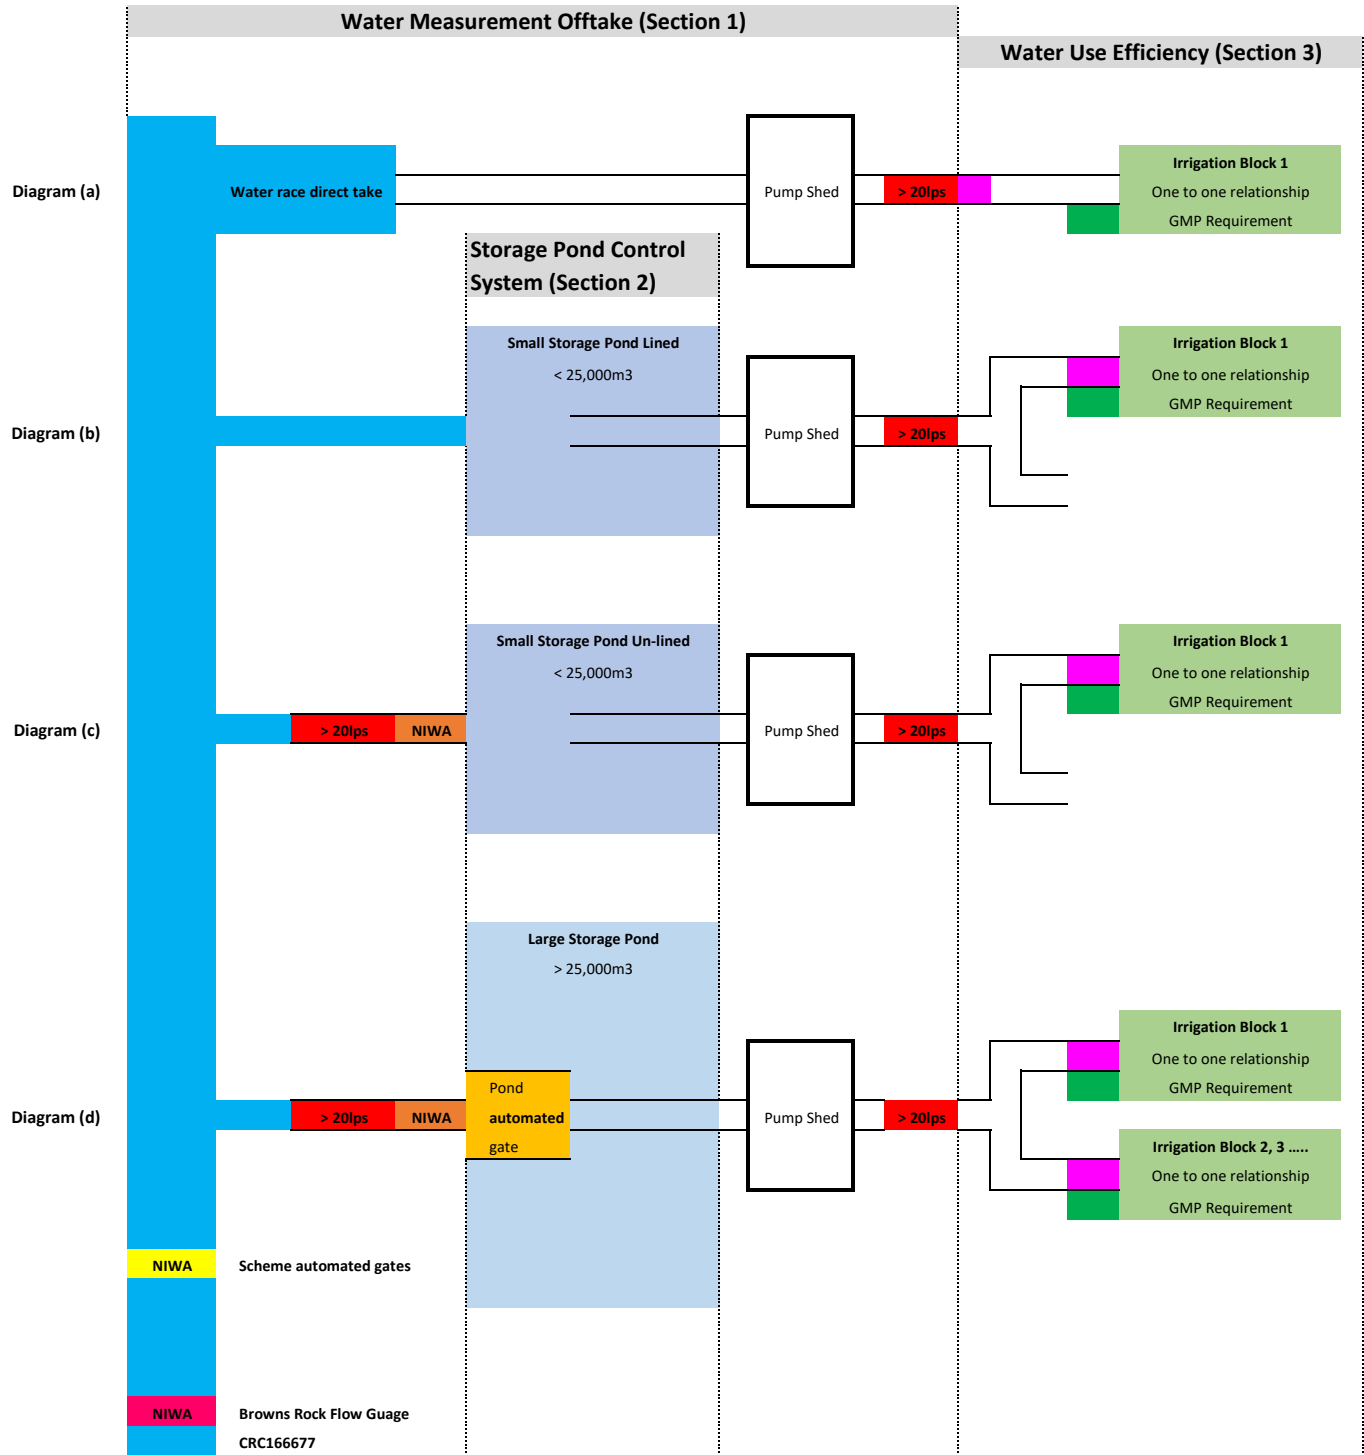 Water Measurement Offtake (Section 1)
Water Use Efficiency (Section 3)
Diagram (a)
Water race direct take
Pump Shed
> 20lps
Irrigation Block 1
One to one relationship
GMP Requirement
Storage Pond Control
System (Section 2)
Diagram (b)
Small Storage Pond Lined
< 25,000m3
Pump Shed
> 20lps
Irrigation Block 1
One to one relationship
GMP Requirement
Diagram (c)
> 20lps
NIWA
Small Storage Pond Un-lined
< 25,000m3
Pump Shed
> 20lps
Irrigation Block 1
One to one relationship
GMP Requirement
Diagram (d)
> 20lps
NIWA
Large Storage Pond
> 25,000m3
Pond
automated
gate
Pump Shed
> 20lps
Irrigation Block 1
One to one relationship
GMP Requirement
Irrigation Block 2, 3 .....
One to one relationship
GMP Requirement
NIWA
Scheme automated gates
NIWA
Browns Rock Flow Guage
CRC166677